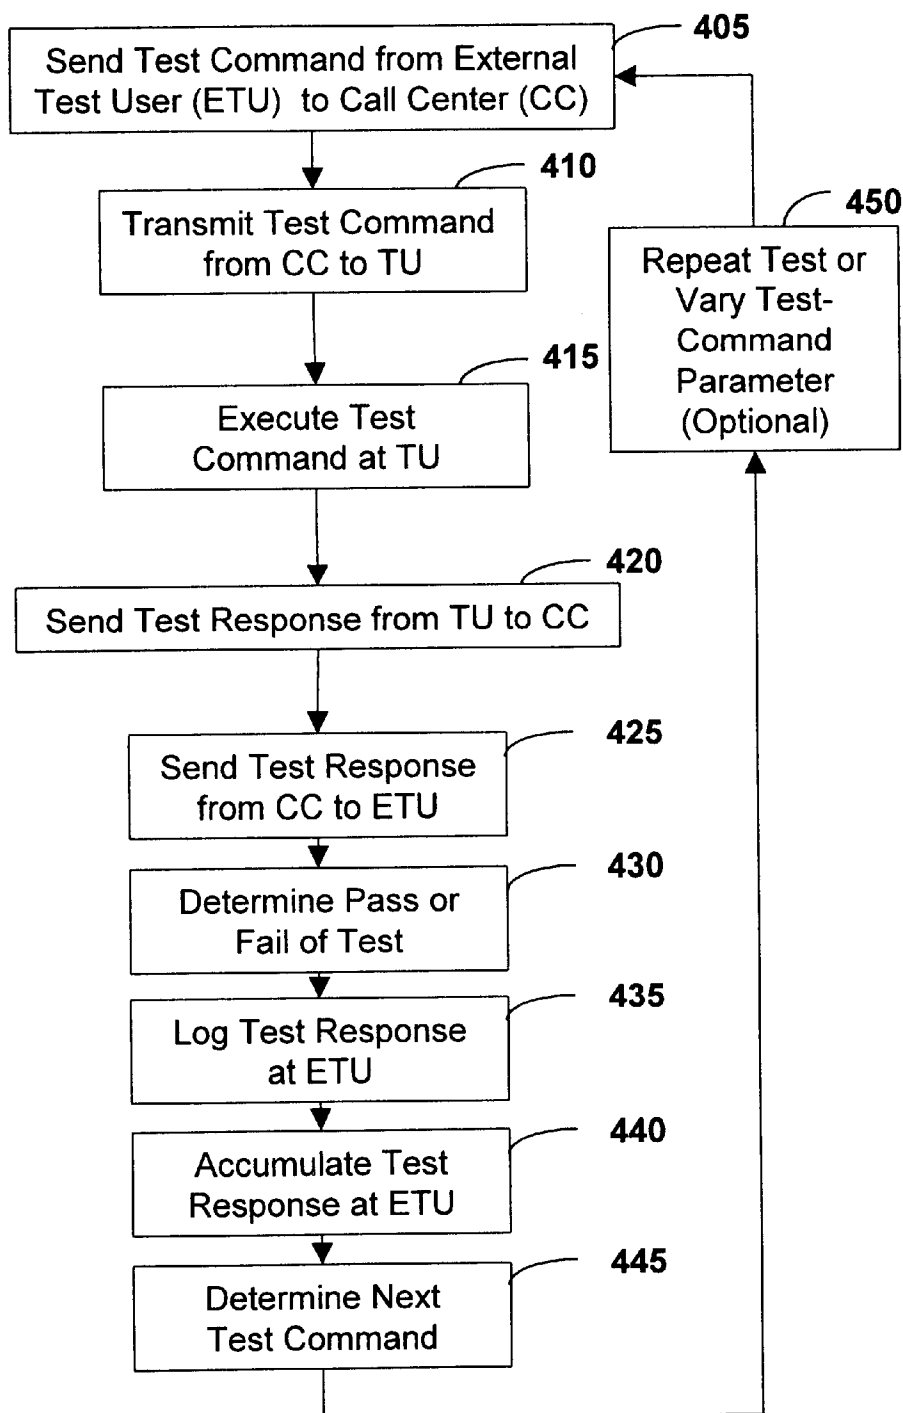 405
Send Test Command from External
Test User (ETU) to Call Center (CC)
410
Transmit Test Command
from CC to TU
450
Repeat Test or
Vary Test-
Command
Parameter
(Optional)
415
Execute Test
Command at TU
420
Send Test Response from TU to CC
425
Send Test Response
from CC to ETU
430
Determine Pass or
Fail of Test
435
Log Test Response
at ETU
440
Accumulate Test
Response at ETU
445
Determine Next
Test Command